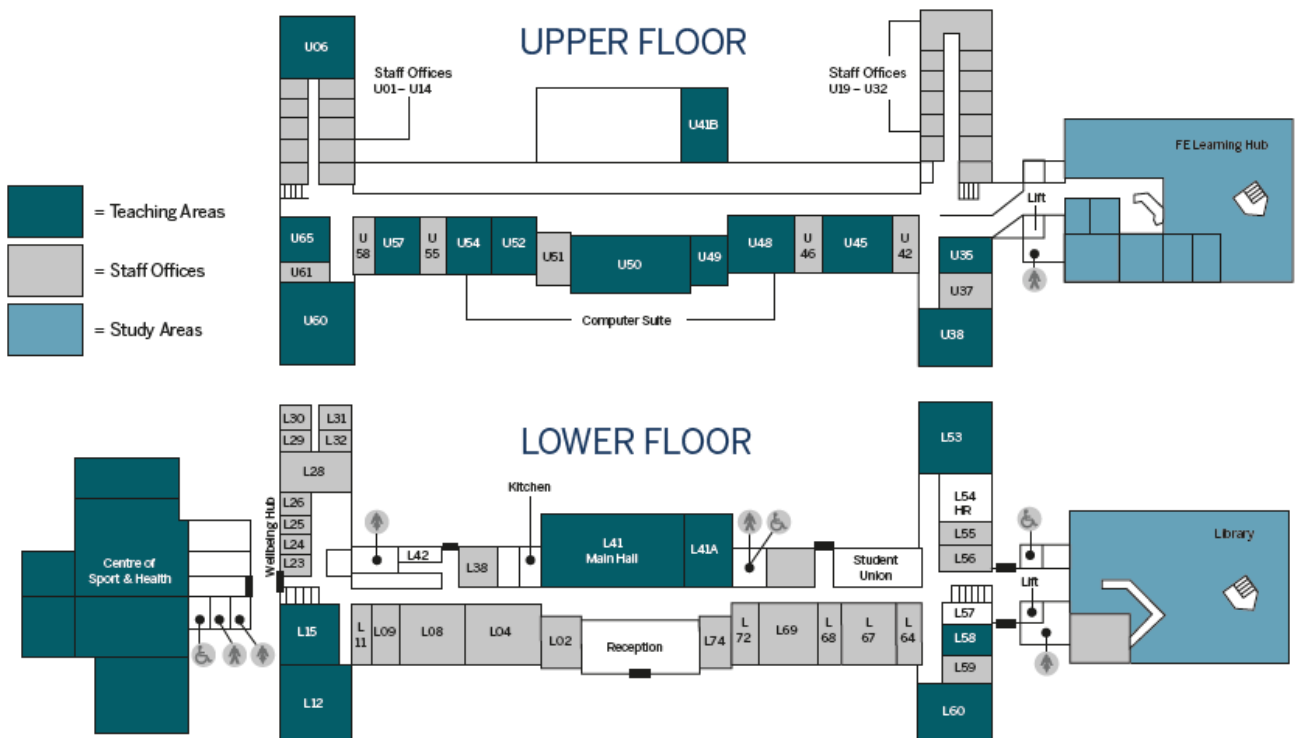 UPPER FLOOR
U06
Staff Offices
U01 – U14
Staff Offices
U19 – U32
U41B
FE Learning Hub
Lift
= Teaching Areas
= Staff Offices
= Study Areas
U65
U61
U60
U
58
U57
U
55
U54
U52
U51
U50
U49
U48
U
46
U45
U
42
U35
U37
U38
Computer Suite
LOWER FLOOR
L30
L31
L29
L32
L28
L26
L25
L24
L23
Wellbeing Hub
Centre of
Sport & Health
Kitchen
L42
L38
L41
Main Hall
L41A
Student
Union
L53
L54
HR
L55
L56
Library
Lift
L57
L58
L59
L60
L15
L12
L
11
L09
L08
L04
L02
Reception
L74
L
72
L69
L
68
L
67
L
64